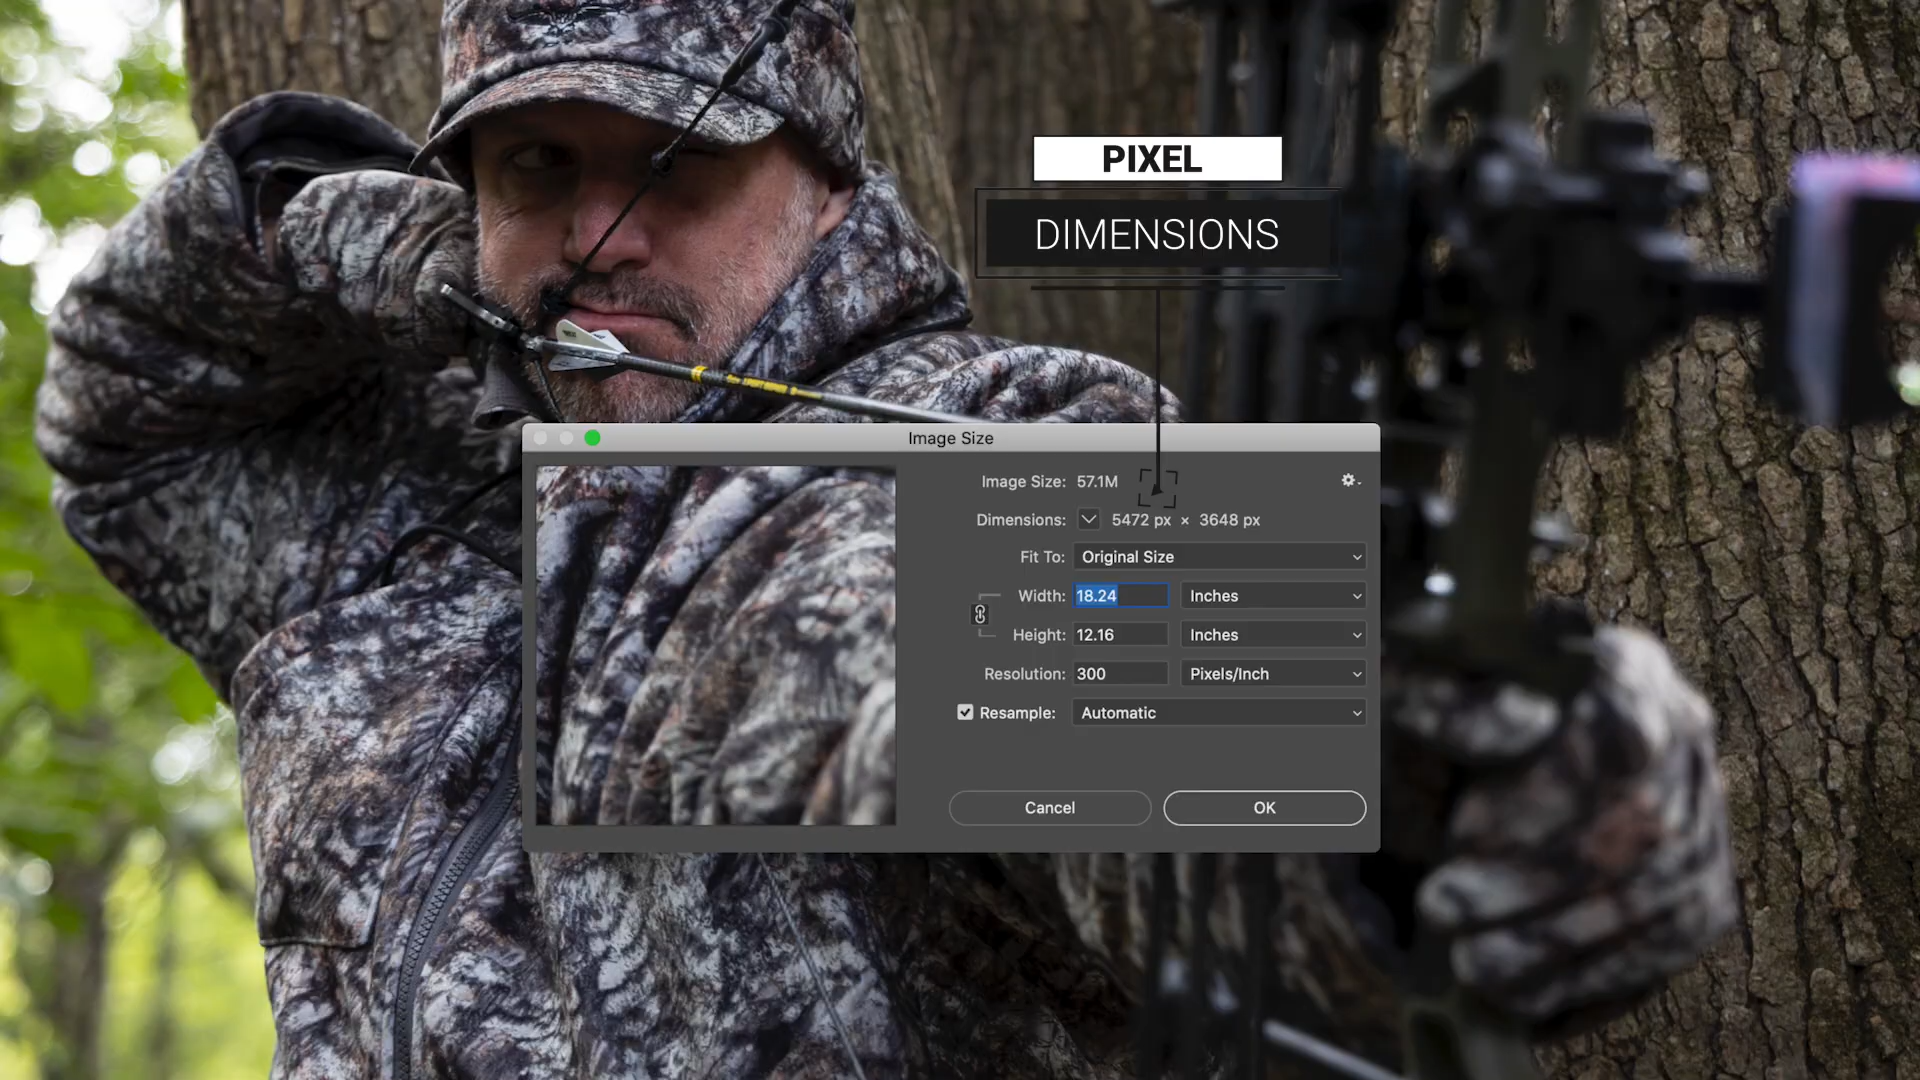 PIXEL
DIMENSIONS
Image Size
Image Size: 57.1M
Dimensions: 5472 px × 3648 px
Fit To: Original Size
Width: 18.24 Inches
Height: 12.16 Inches
Resolution: 300 Pixels/Inch
Resample: Automatic
Cancel OK